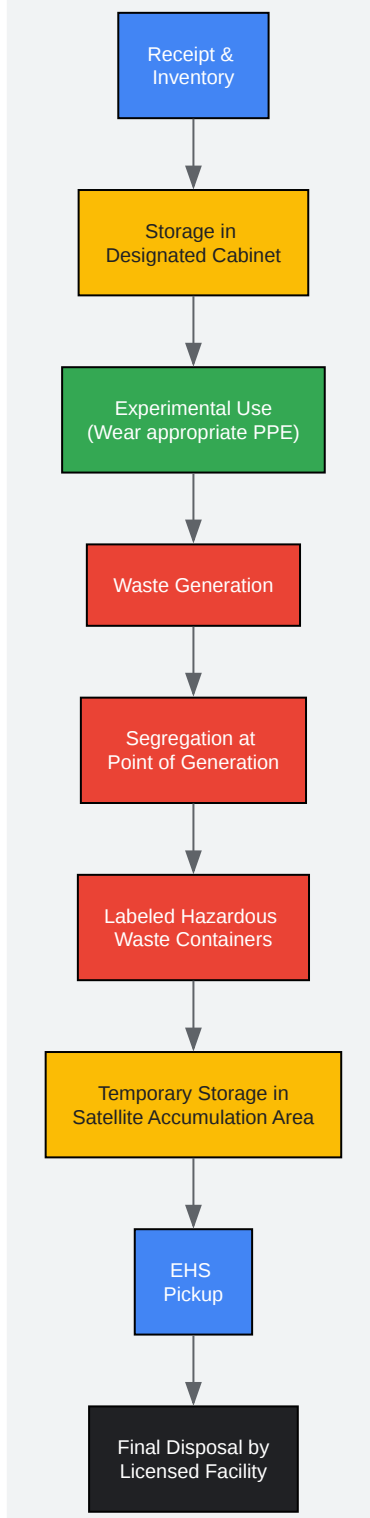 Receipt &
Inventory
Storage in
Designated Cabinet
Experimental Use
(Wear appropriate PPE)
Waste Generation
Segregation at
Point of Generation
Labeled Hazardous
Waste Containers
Temporary Storage in
Satellite Accumulation Area
EHS
Pickup
Final Disposal by
Licensed Facility